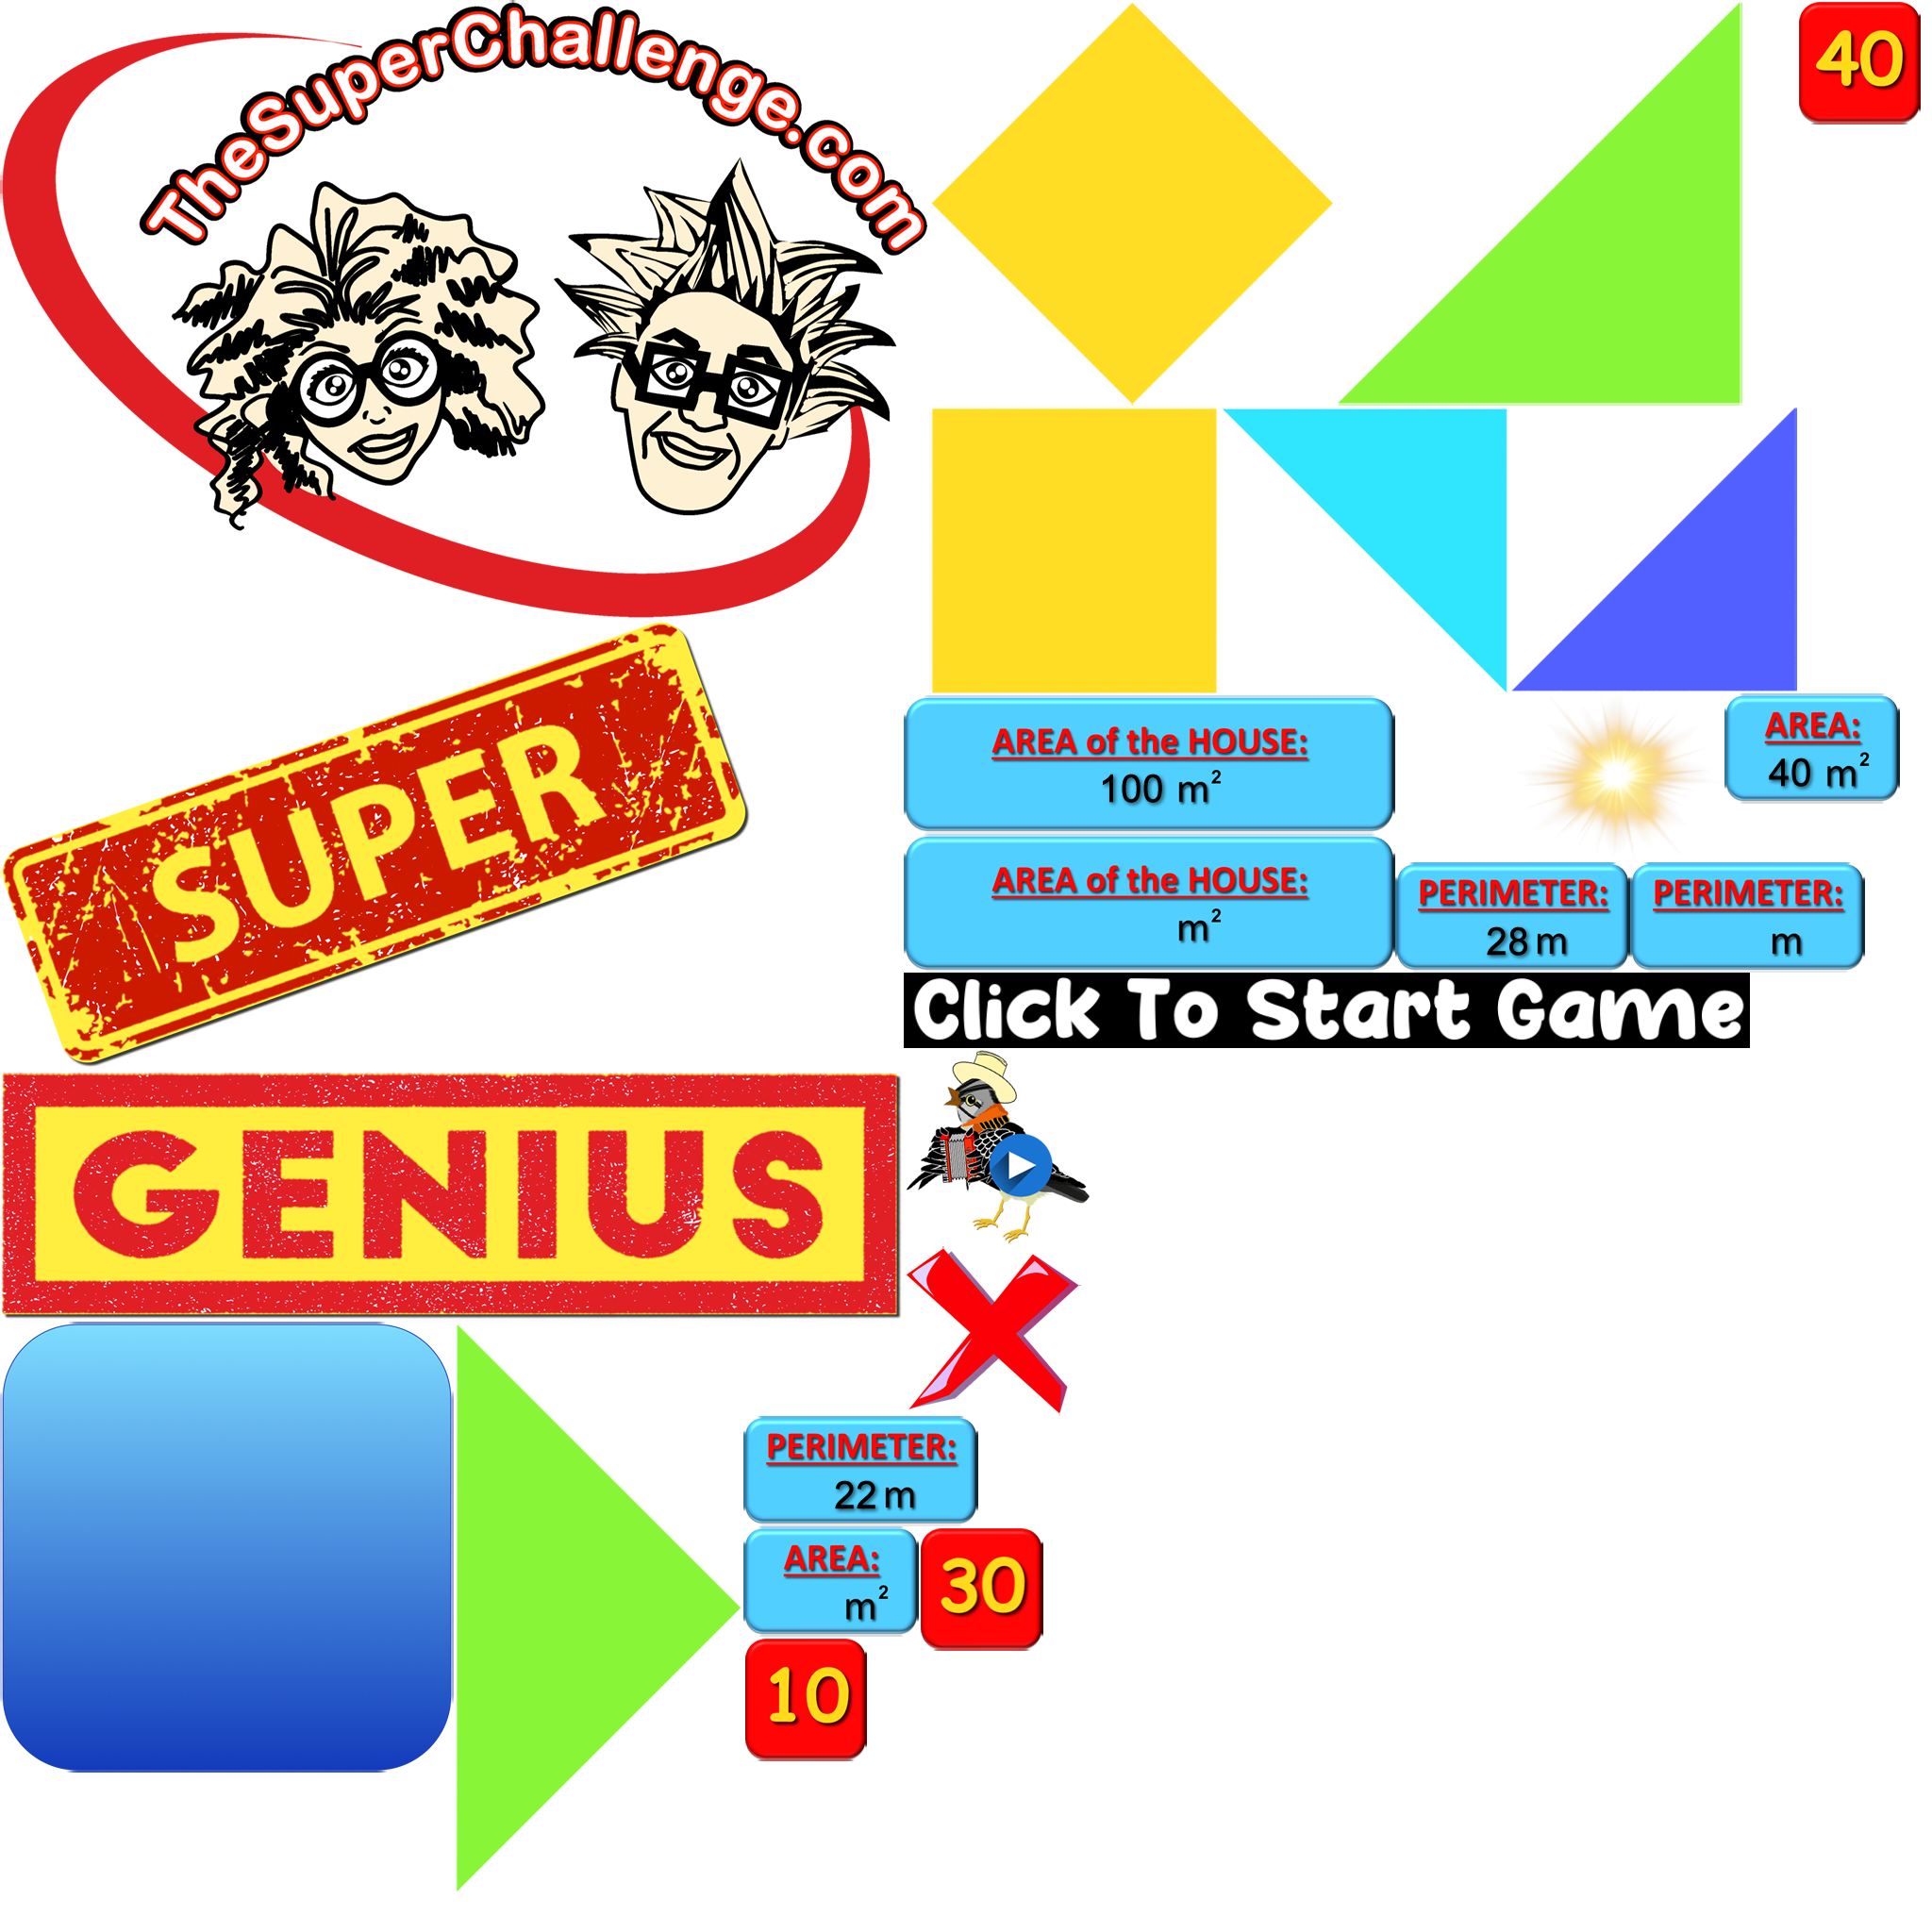 TheSuperChallenge.com
40
SUPER
AREA of the HOUSE:
100 m²
AREA:
40 m²
AREA of the HOUSE:
m²
PERIMETER:
28 m
PERIMETER:
m
Click To Start Game
GENIUS
PERIMETER:
22 m
AREA:
m²
30
10